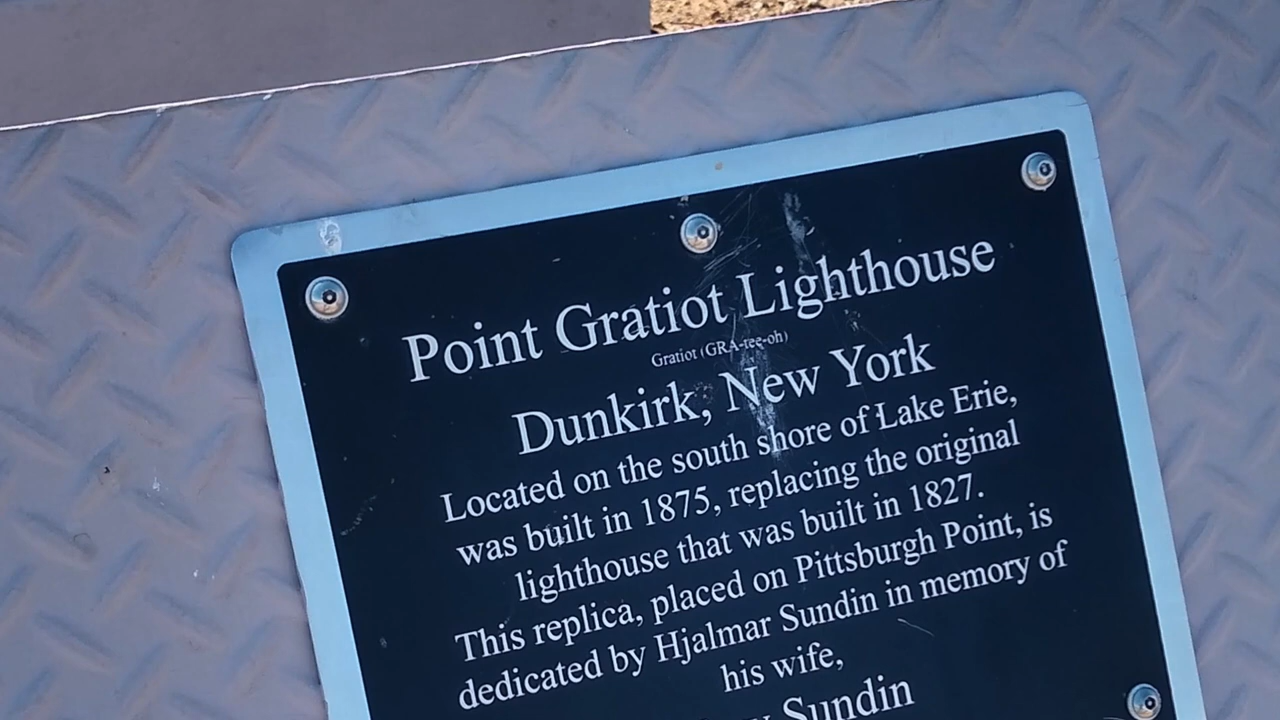 Point Gratiot Lighthouse
Gratiot (GRA-tee-oh)
Dunkirk, New York
Located on the south shore of Lake Erie,
was built in 1875, replacing the original
lighthouse that was built in 1827.
This replica, placed on Pittsburgh Point, is
dedicated by Hjalmar Sundin in memory of
his wife,
Sundin